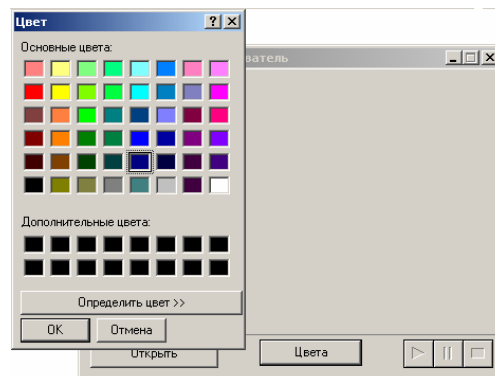 Цвет
Основные цвета:
ватель
Дополнительные цвета:
Определить цвет >>
OK Отмена
Открыть Цвета